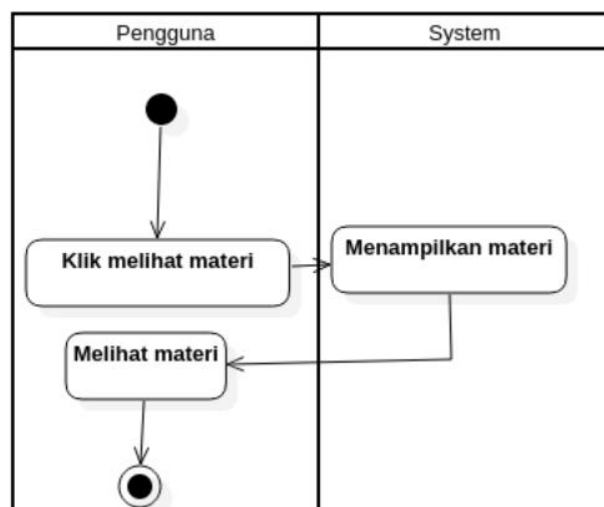 Pengguna
System
Klik melihat materi
Menampilkan materi
Melihat materi